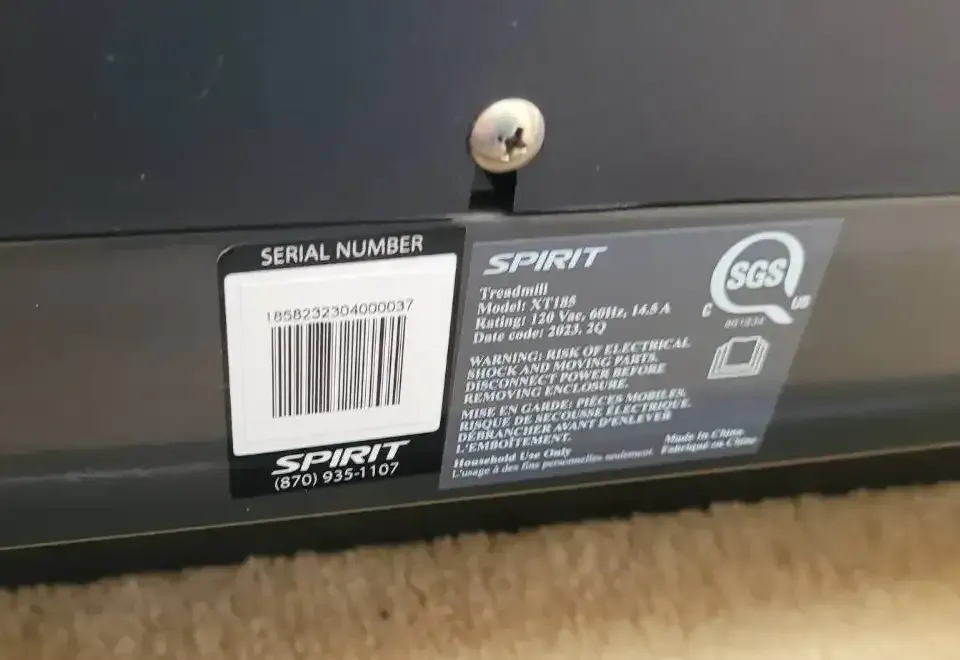 SERIAL NUMBER
1858232304000037
SPIRIT
(870) 935-1107
SPIRIT
Treadmill
Model: XT185
Rating: 120 Vac, 60Hz, 14.5 A
Date code: 2023, 2Q
WARNING: RISK OF ELECTRICAL
SHOCK AND MOVING PARTS.
DISCONNECT POWER BEFORE
REMOVING ENCLOSURE.
MISE EN GARDE: PIÈCES MOBILES.
RISQUE DE SECOUSSE ÉLECTRIQUE.
DÉBRANCHER AVANT D'ENLEVER
L'EMBOÎTEMENT.
Household Use Only
L'usage à des fins personnelles seulement.
Made in China
Fabriqué en Chine
SGS
C US